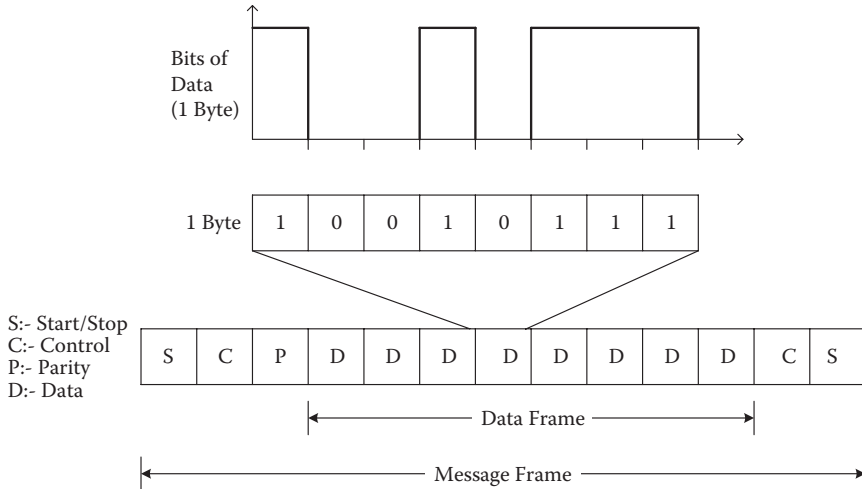 Bits of
Data
(1 Byte)
1 Byte 1 0 0 1 0 1 1 1
S:- Start/Stop
C:- Control
P:- Parity
D:- Data
S C P D D D D D D D D C S
Data Frame
Message Frame